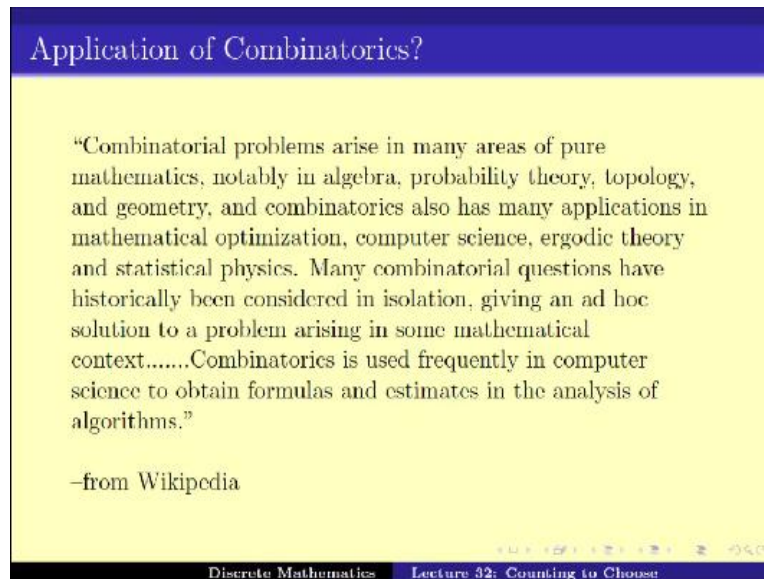 Application of Combinatorics?
“Combinatorial problems arise in many areas of pure
mathematics, notably in algebra, probability theory, topology,
and geometry, and combinatorics also has many applications in
mathematical optimization, computer science, ergodic theory
and statistical physics. Many combinatorial questions have
historically been considered in isolation, giving an ad hoc
solution to a problem arising in some mathematical
context.......Combinatorics is used frequently in computer
science to obtain formulas and estimates in the analysis of
algorithms.”
–from Wikipedia
Discrete Mathematics Lecture 32: Counting to Choose